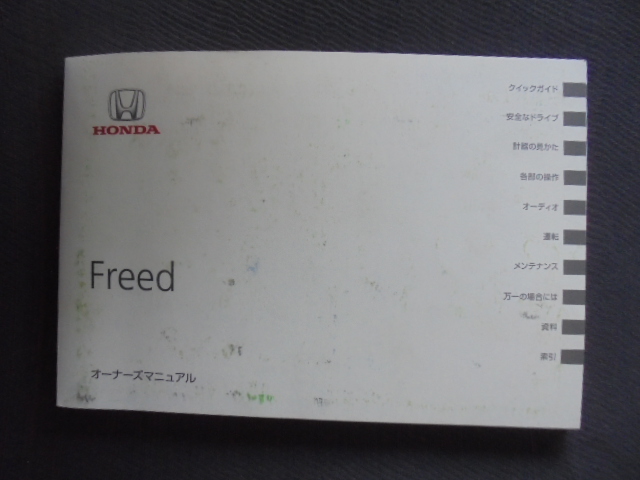 HONDA
Freed
オーナーズマニュアル
クイックガイド
安全なドライブ
計器の見かた
各部の操作
オーディオ
運転
メンテナンス
万一の場合には
資料
索引